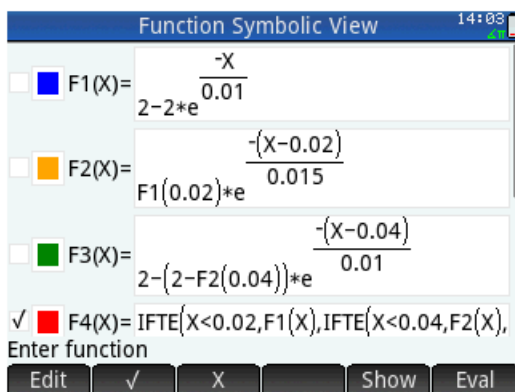 Function Symbolic View 14:03
∡π
F1(X)= 2−2*e^(-X/0.01)
F2(X)= F1(0.02)*e^(-(X−0.02)/0.015)
F3(X)= 2−(2−F2(0.04))*e^(-(X−0.04)/0.01)
√ F4(X)= IFTE(X<0.02,F1(X),IFTE(X<0.04,F2(X),
Enter function
Edit √ X Show Eval